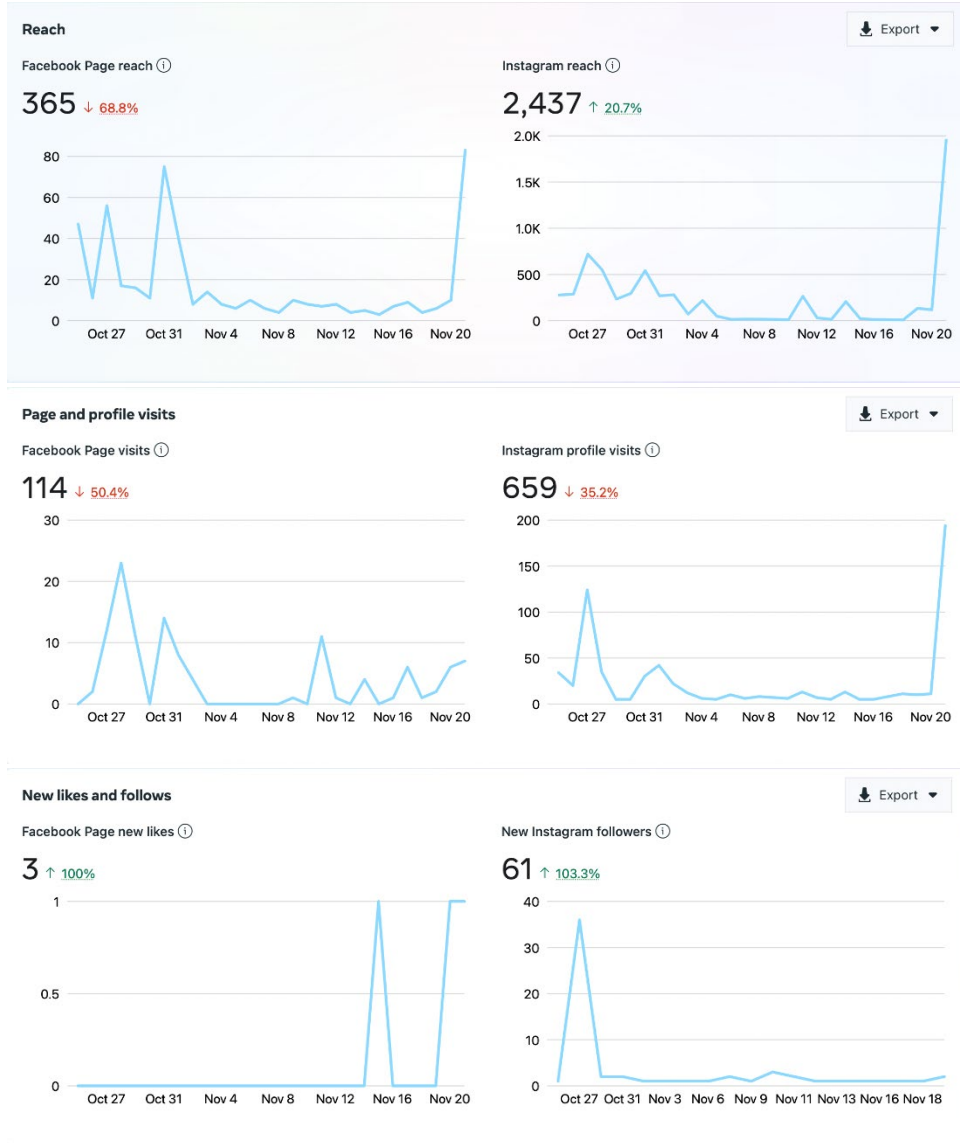 Reach
Export
Facebook Page reach
365 ↓ 68.8%
80
60
40
20
0
Oct 27 Oct 31 Nov 4 Nov 8 Nov 12 Nov 16 Nov 20
Instagram reach
2,437 ↑ 20.7%
2.0K
1.5K
1.0K
500
0
Oct 27 Oct 31 Nov 4 Nov 8 Nov 12 Nov 16 Nov 20
Page and profile visits
Export
Facebook Page visits
114 ↓ 50.4%
30
20
10
0
Oct 27 Oct 31 Nov 4 Nov 8 Nov 12 Nov 16 Nov 20
Instagram profile visits
659 ↓ 35.2%
200
150
100
50
0
Oct 27 Oct 31 Nov 4 Nov 8 Nov 12 Nov 16 Nov 20
New likes and follows
Export
Facebook Page new likes
3 ↑ 100%
1
0.5
0
Oct 27 Oct 31 Nov 4 Nov 8 Nov 12 Nov 16 Nov 20
New Instagram followers
61 ↑ 103.3%
40
30
20
10
0
Oct 27 Oct 31 Nov 3 Nov 6 Nov 9 Nov 11 Nov 13 Nov 16 Nov 18